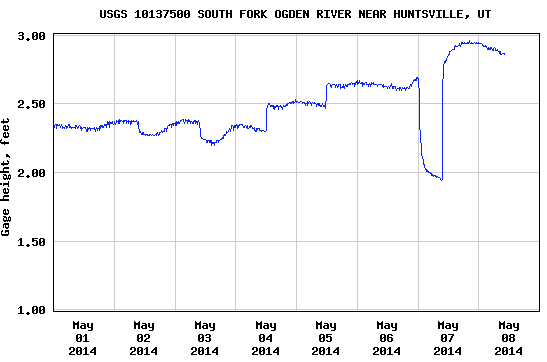 USGS 10137500 SOUTH FORK OGDEN RIVER NEAR HUNTSVILLE, UT
Gage height, feet
3.00
2.50
2.00
1.50
1.00
May May May May May May May May
01 02 03 04 05 06 07 08
2014 2014 2014 2014 2014 2014 2014 2014